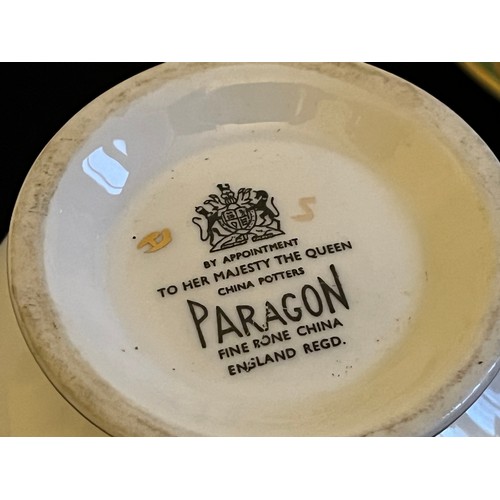 BY APPOINTMENT
TO HER MAJESTY THE QUEEN
CHINA POTTERS
PARAGON
FINE BONE CHINA
ENGLAND REGD.